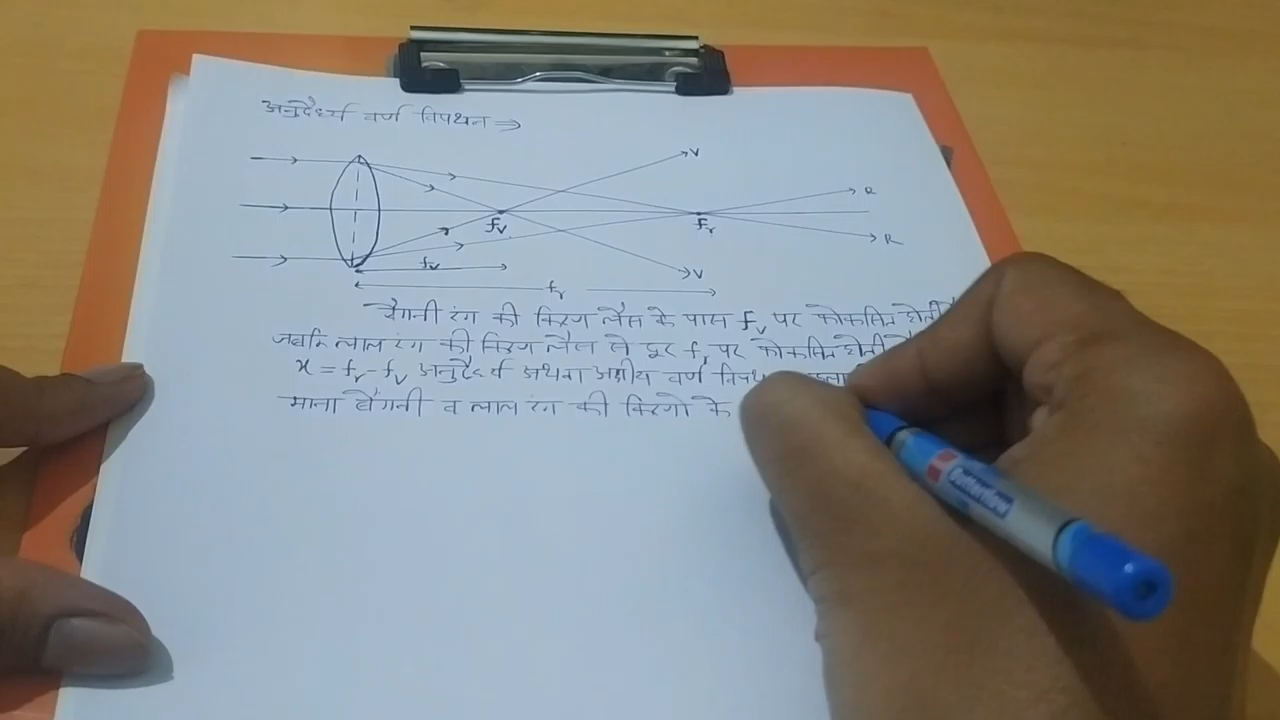 अनुदैर्ध्य वर्ण विपथन ⇒
V
R
fᵥ
fᵣ
R
fᵥ
V
fᵣ
बैंगनी रंग की किरण लैंस के पास fᵥ पर फोकसित होती
जबकि लाल रंग की किरण लैंस से दूर fᵣ पर फोकसित होती
x = fᵣ - fᵥ अनुदैर्ध्य अथवा अक्षीय वर्ण
माना बैंगनी व लाल रंग की किरणो के